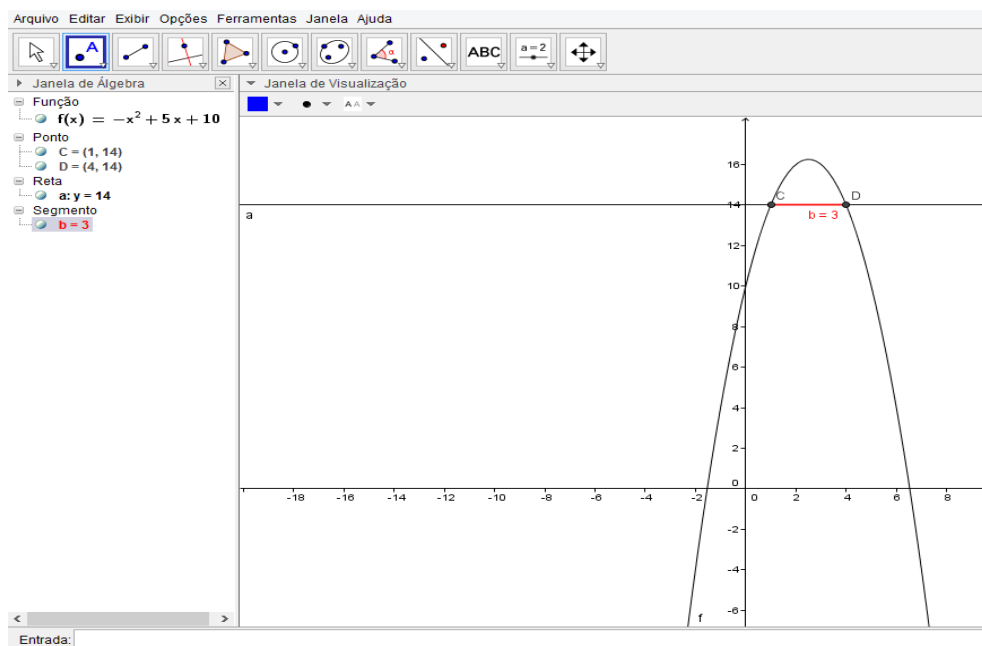 Arquivo Editar Exibir Opções Ferramentas Janela Ajuda
A α ABC a=2
Janela de Álgebra
Janela de Visualização
Função
f(x) = −x² + 5 x + 10
Ponto
C = (1, 14)
D = (4, 14)
Reta
a: y = 14
Segmento
b = 3
A A
16
C D
14
a
b = 3
12
10
8
6
4
2
0
-18 -16 -14 -12 -10 -8 -6 -4 -2 0 2 4 6 8
-2
-4
-6
f
Entrada: